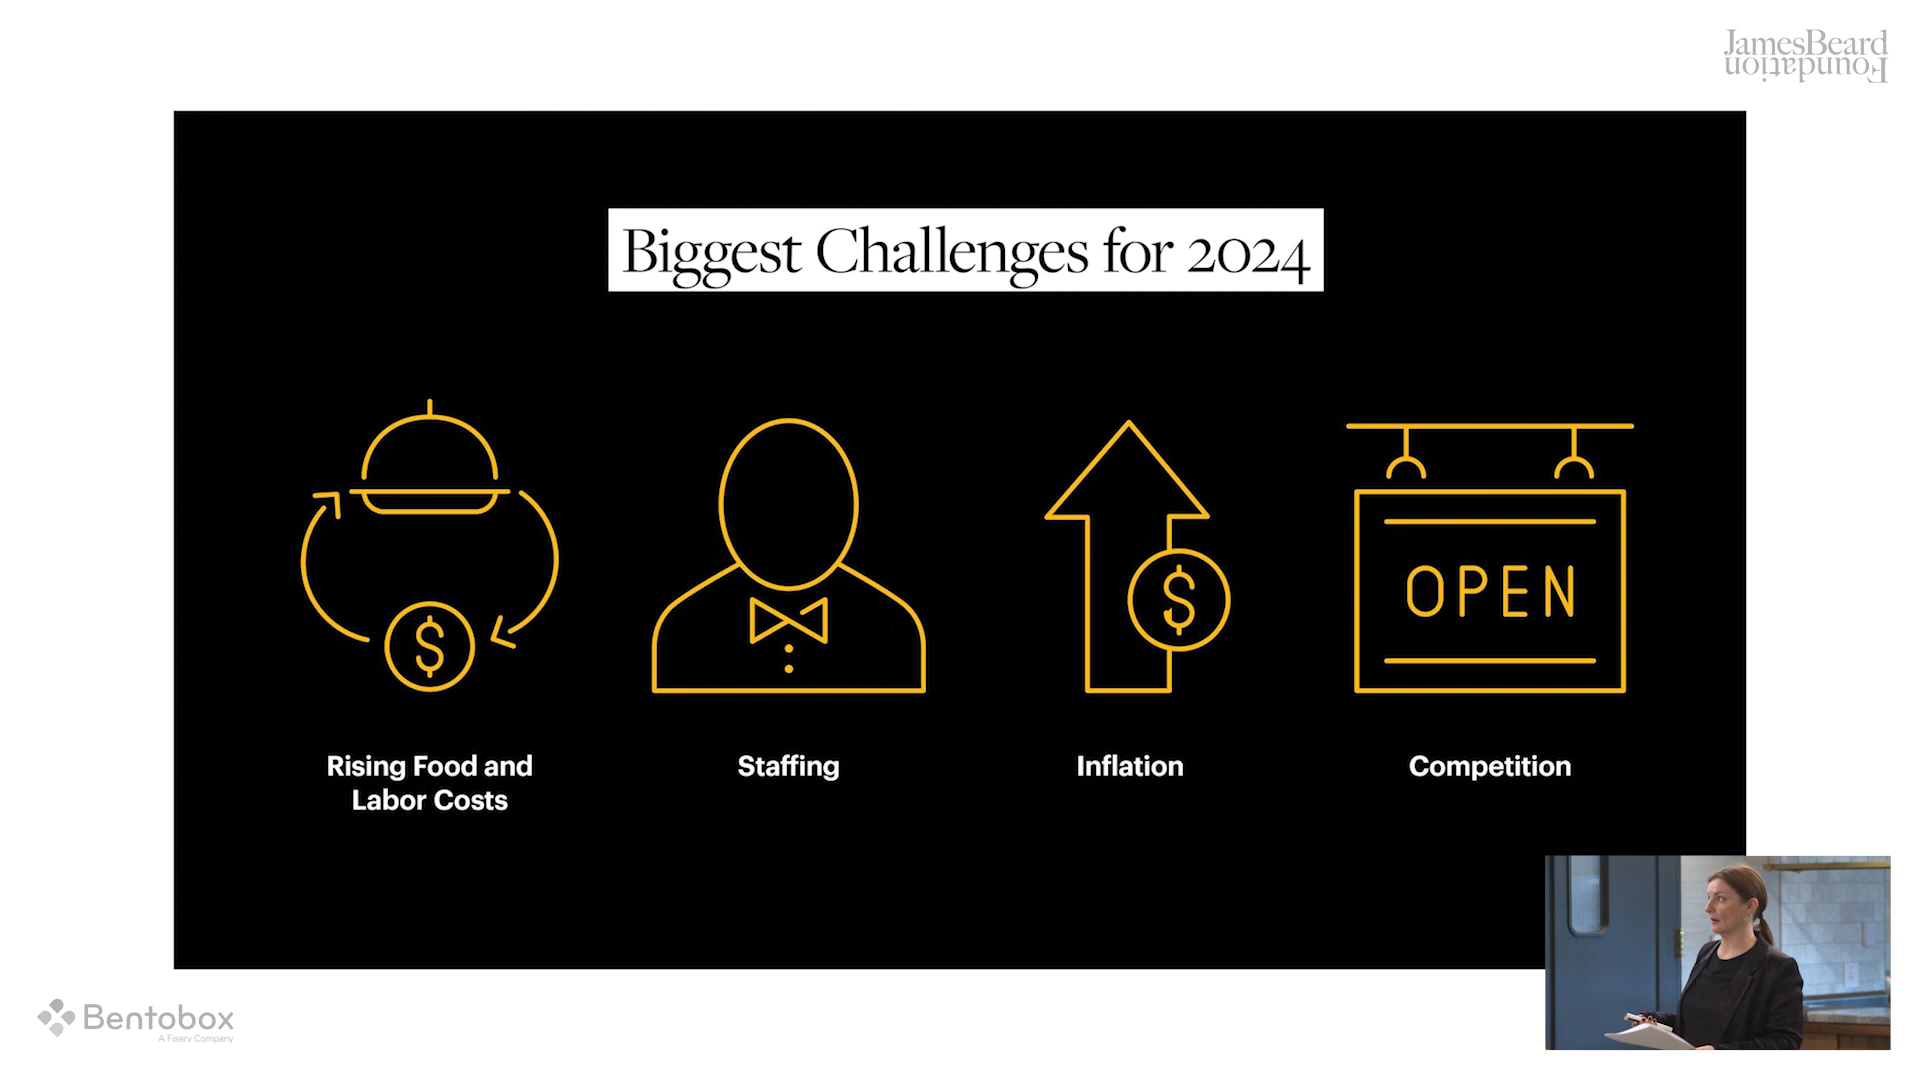 JamesBeard
Foundation
Biggest Challenges for 2024
$
$
OPEN
Rising Food and
Labor Costs
Staffing
Inflation
Competition
Bentobox
A Fiserv Company